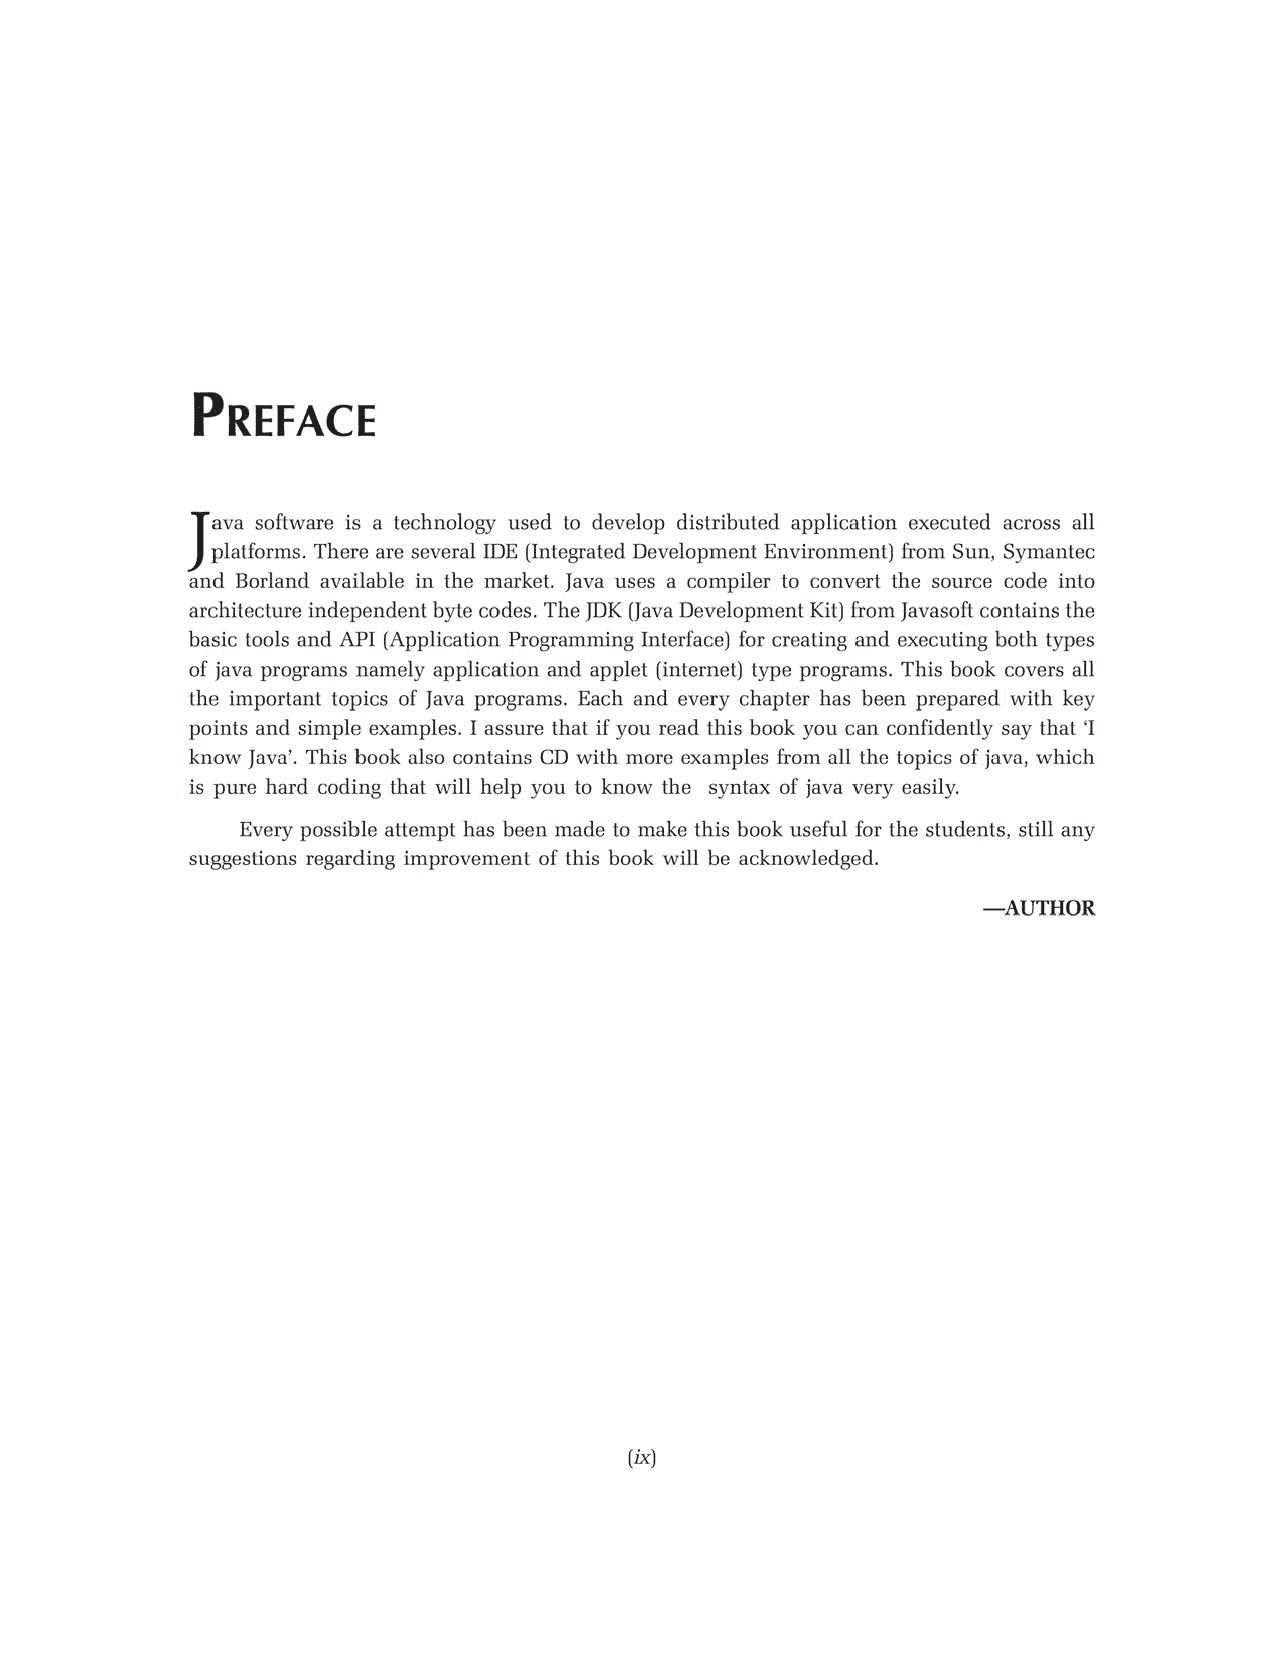 PREFACE
Java software is a technology used to develop distributed application executed across all
platforms. There are several IDE (Integrated Development Environment) from Sun, Symantec
and Borland available in the market. Java uses a compiler to convert the source code into
architecture independent byte codes. The JDK (Java Development Kit) from Javasoft contains the
basic tools and API (Application Programming Interface) for creating and executing both types
of java programs namely application and applet (internet) type programs. This book covers all
the important topics of Java programs. Each and every chapter has been prepared with key
points and simple examples. I assure that if you read this book you can confidently say that ‘I
know Java’. This book also contains CD with more examples from all the topics of java, which
is pure hard coding that will help you to know the syntax of java very easily.
Every possible attempt has been made to make this book useful for the students, still any
suggestions regarding improvement of this book will be acknowledged.
—AUTHOR
(ix)